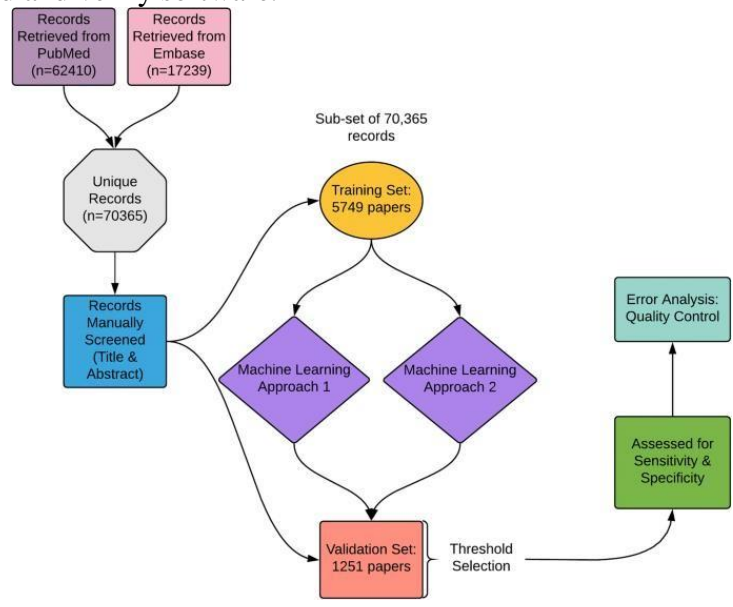 Records
Retrieved from
PubMed
(n=62410)
Records
Retrieved from
Embase
(n=17239)
Sub-set of 70,365
records
Unique
Records
(n=70365)
Training Set:
5749 papers
Records
Manually
Screened
(Title &
Abstract)
Machine Learning
Approach 1
Machine Learning
Approach 2
Error Analysis:
Quality Control
Assessed for
Sensitivity &
Specificity
Validation Set:
1251 papers
Threshold
Selection